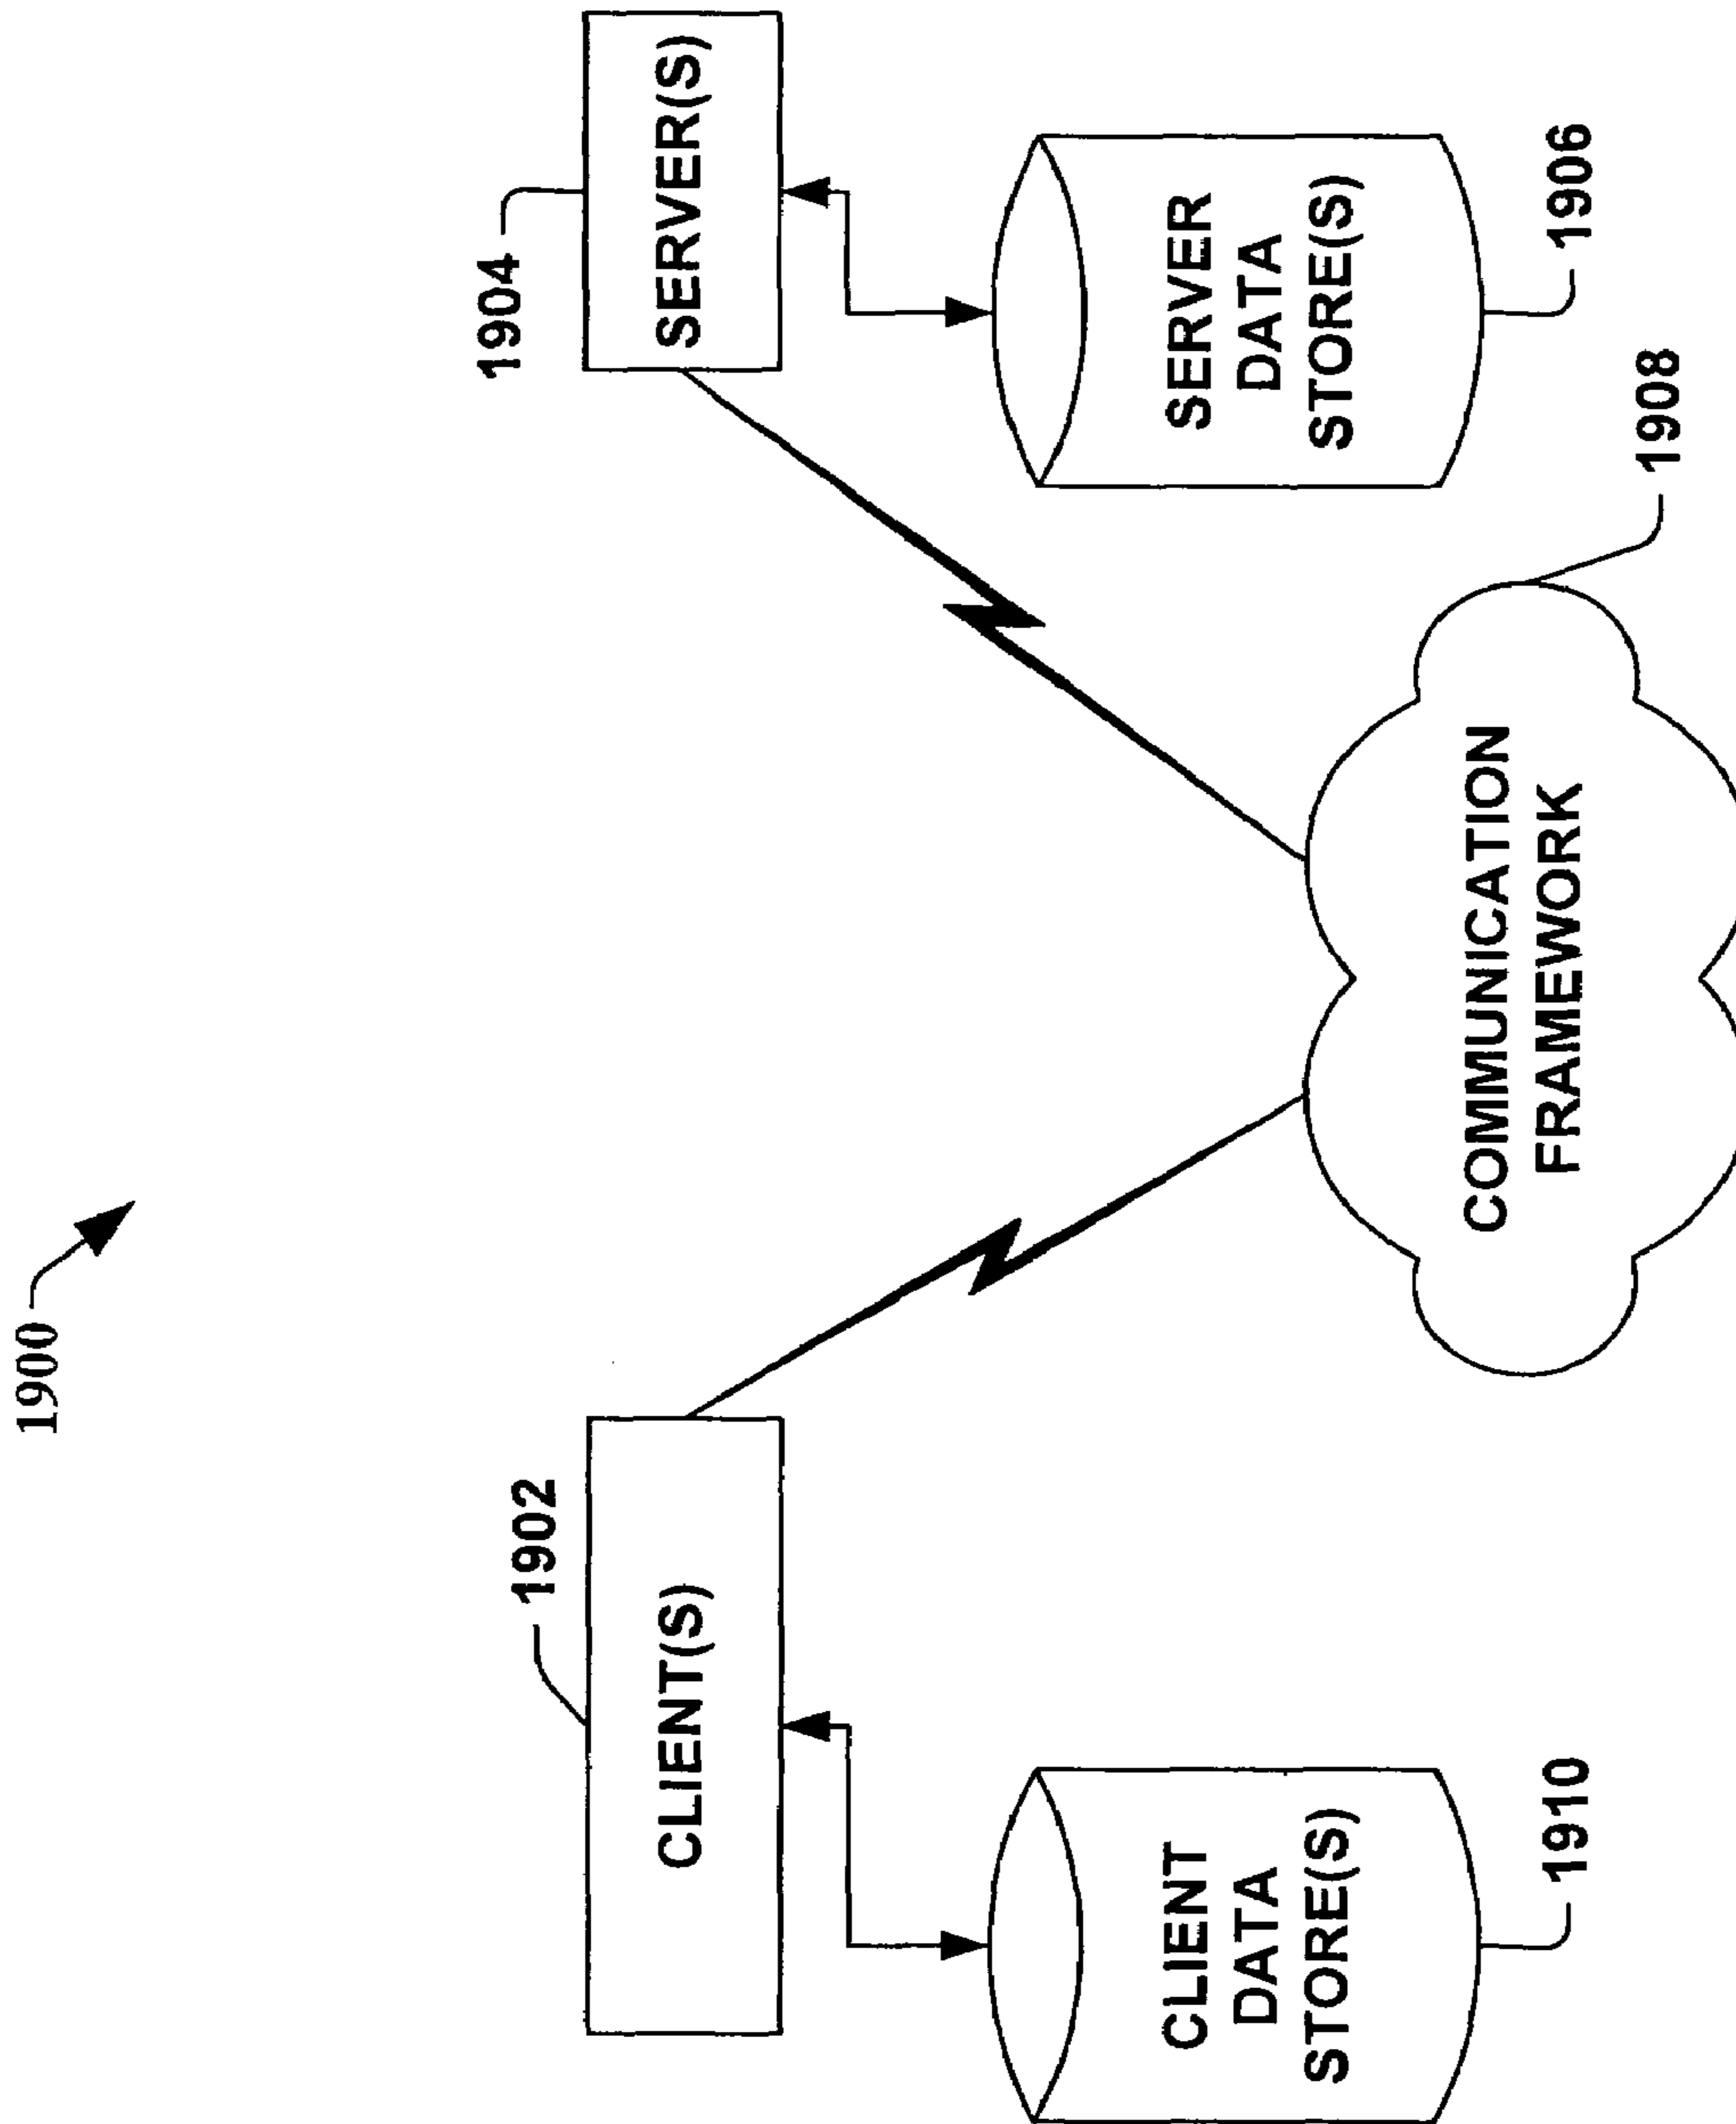 1900
1902
1904
CLIENT(S)
SERVER(S)
CLIENT
DATA
STORE(S)
SERVER
DATA
STORE(S)
COMMUNICATION
FRAMEWORK
1910
1906
1908